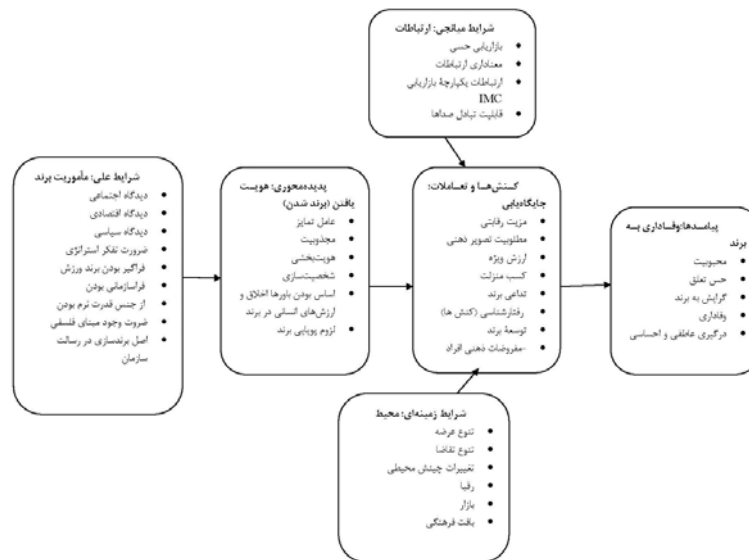 شرایط میانجی: ارتباطات
بازاریابی حسی
معناداری ارتباطات
ارتباطات یکپارچۀ بازاریابی
IMC
قابلیت تبادل صداها
شرایط علی: مأموریت برند
دیدگاه اجتماعی
دیدگاه اقتصادی
دیدگاه سیاسی
ضرورت تفکر استراتژی
فراگیر بودن برند ورزش
فراسازمانی بودن
از جنس قدرت نرم بودن
ضروت وجود مبنای فلسفی
اصل برندسازی در رسالت
سازمان
پدیده‌محوری: هویت
یافتن (برند شدن)
عامل تمایز
مجذوبیت
هویت‌بخشی
شخصیت‌سازی
اساس بودن باورها اخلاق و
ارزش‌های انسانی در برند
لزوم پویایی برند
کنش‌ها و تعاملات:
جایگاه‌یابی
مزیت رقابتی
مطلوبیت تصویر ذهنی
ارزش ویژه
کسب منزلت
تداعی برند
رفتارشناسی (کنش ها)
توسعۀ برند
-مفروضات ذهنی افراد
پیامدها:وفاداری به
برند
محبوبیت
حس تعلق
گرایش به برند
وفاداری
درگیری عاطفی و احساسی
شرایط زمینه‌ای: محیط
تنوع عرضه
تنوع تقاضا
تغییرات چینش محیطی
رقبا
بازار
بافت فرهنگی